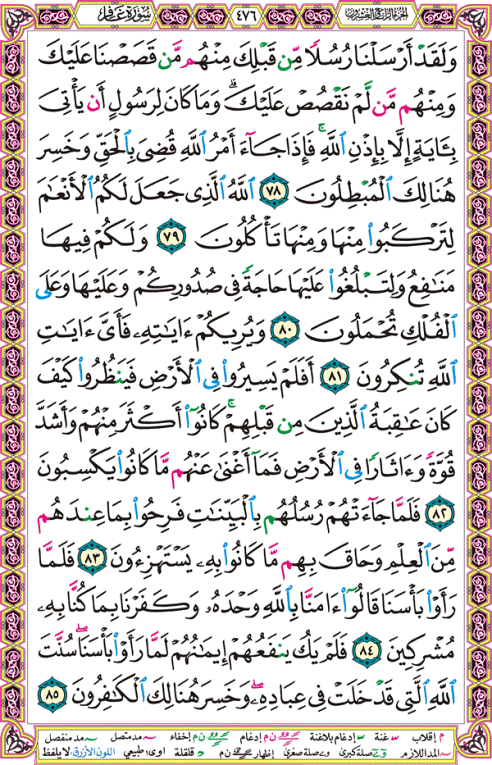 الجزء الرابع والعشرون ٤٧٦ سورة غافر
وَلَقَدْ أَرْسَلْنَا رُسُلًا مِّن قَبْلِكَ مِنْهُم مَّن قَصَصْنَا عَلَيْكَ
وَمِنْهُم مَّن لَّمْ نَقْصُصْ عَلَيْكَ ۗ وَمَا كَانَ لِرَسُولٍ أَن يَأْتِىَ
بِـَٔايَةٍ إِلَّا بِإِذْنِ ٱللَّهِ ۚ فَإِذَا جَآءَ أَمْرُ ٱللَّهِ قُضِىَ بِٱلْحَقِّ وَخَسِرَ
هُنَالِكَ ٱلْمُبْطِلُونَ ٧٨ ٱللَّهُ ٱلَّذِى جَعَلَ لَكُمُ ٱلْأَنْعَٰمَ
لِتَرْكَبُوا۟ مِنْهَا وَمِنْهَا تَأْكُلُونَ ٧٩ وَلَكُمْ فِيهَا
مَنَٰفِعُ وَلِتَبْلُغُوا۟ عَلَيْهَا حَاجَةً فِى صُدُورِكُمْ وَعَلَيْهَا وَعَلَى
ٱلْفُلْكِ تُحْمَلُونَ ٨٠ وَيُرِيكُمْ ءَايَٰتِهِۦ فَأَىَّ ءَايَٰتِ
ٱللَّهِ تُنكِرُونَ ٨١ أَفَلَمْ يَسِيرُوا۟ فِى ٱلْأَرْضِ فَيَنظُرُوا۟ كَيْفَ
كَانَ عَٰقِبَةُ ٱلَّذِينَ مِن قَبْلِهِمْ ۚ كَانُوٓا۟ أَكْثَرَ مِنْهُمْ وَأَشَدَّ
قُوَّةً وَءَاثَارًا فِى ٱلْأَرْضِ فَمَآ أَغْنَىٰ عَنْهُم مَّا كَانُوا۟ يَكْسِبُونَ
٨٢ فَلَمَّا جَآءَتْهُمْ رُسُلُهُم بِٱلْبَيِّنَٰتِ فَرِحُوا۟ بِمَا عِندَهُم
مِّنَ ٱلْعِلْمِ وَحَاقَ بِهِم مَّا كَانُوا۟ بِهِۦ يَسْتَهْزِءُونَ ٨٣ فَلَمَّا
رَأَوْا۟ بَأْسَنَا قَالُوٓا۟ ءَامَنَّا بِٱللَّهِ وَحْدَهُۥ وَكَفَرْنَا بِمَا كُنَّا بِهِۦ
مُشْرِكِينَ ٨٤ فَلَمْ يَكُ يَنفَعُهُمْ إِيمَٰنُهُمْ لَمَّا رَأَوْا۟ بَأْسَنَا ۖ سُنَّتَ
ٱللَّهِ ٱلَّتِى قَدْ خَلَتْ فِى عِبَادِهِۦ ۖ وَخَسِرَ هُنَالِكَ ٱلْكَٰفِرُونَ ٨٥
م إقلاب س غنة إدغام بلاغنة ن م إدغام ن م إخفاء مد متصل مد منفصل
المد اللازم صلة كبرى صلة صغرى إظهار ن م قلقلة اوى: طبيعي اللون الأزرق: لا يلفظ